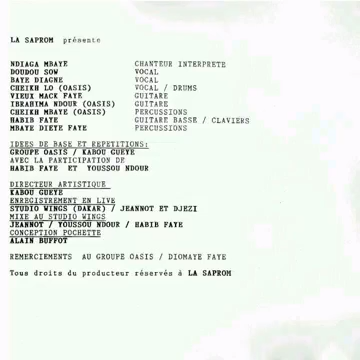 LA SAPROM présente
NDIAGA MBAYE CHANTEUR INTERPRETE
DOUDOU SOW VOCAL
BAYE DIAGNE VOCAL
CHEIKH LO (OASIS) VOCAL / DRUMS
VIEUX MACK FAYE GUITARE
IBRAHIMA NDOUR (OASIS) GUITARE
CHEIKH MBAYE (OASIS) PERCUSSIONS
HABIB FAYE GUITARE BASSE / CLAVIERS
MBAYE DIEYE FAYE PERCUSSIONS
IDEES DE BASE ET REPETITIONS:
GROUPE OASIS / KABOU GUEYE
AVEC LA PARTICIPATION DE
HABIB FAYE ET YOUSSOU NDOUR
DIRECTEUR ARTISTIQUE
KABOU GUEYE
ENREGISTREMENT EN LIVE
STUDIO WINGS (DAKAR) / JEANNOT ET DJEZI
MIXE AU STUDIO WINGS
JEANNOT / YOUSSOU NDOUR / HABIB FAYE
CONCEPTION POCHETTE
ALAIN BUFFOT
REMERCIEMENTS AU GROUPE OASIS / DIOMAYE FAYE
Tous droits du producteur réservés à LA SAPROM